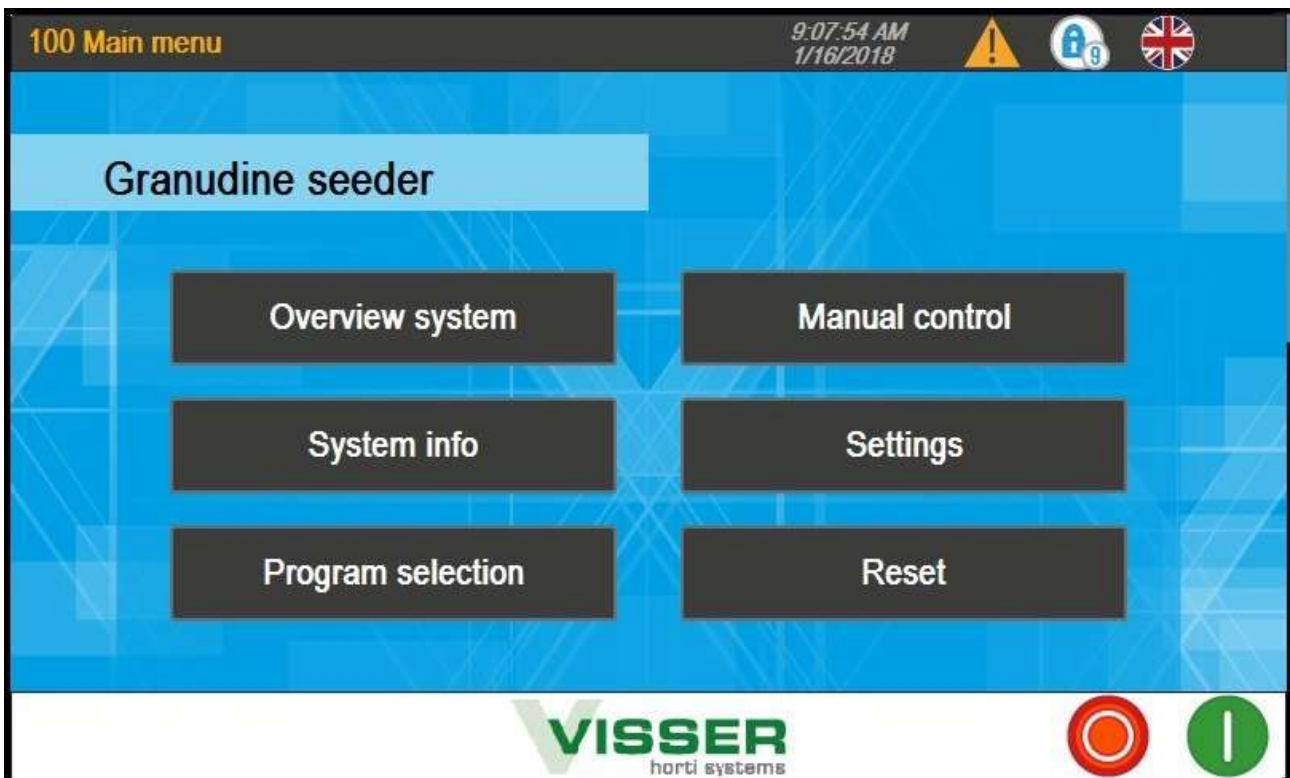 100 Main menu
9:07:54 AM
1/16/2018
9
Granudine seeder
Overview system
Manual control
System info
Settings
Program selection
Reset
VISSER
horti systems